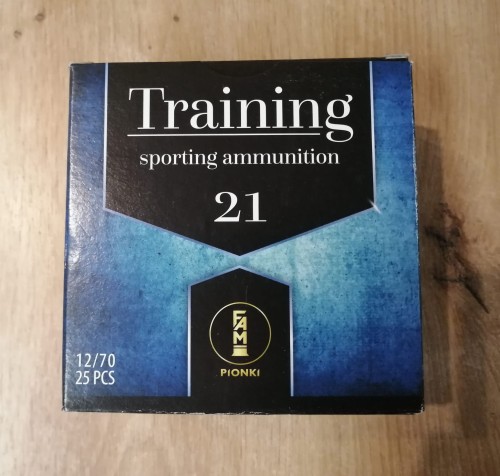 Training
sporting ammunition
21
FAM
PIONKI
12/70
25 PCS